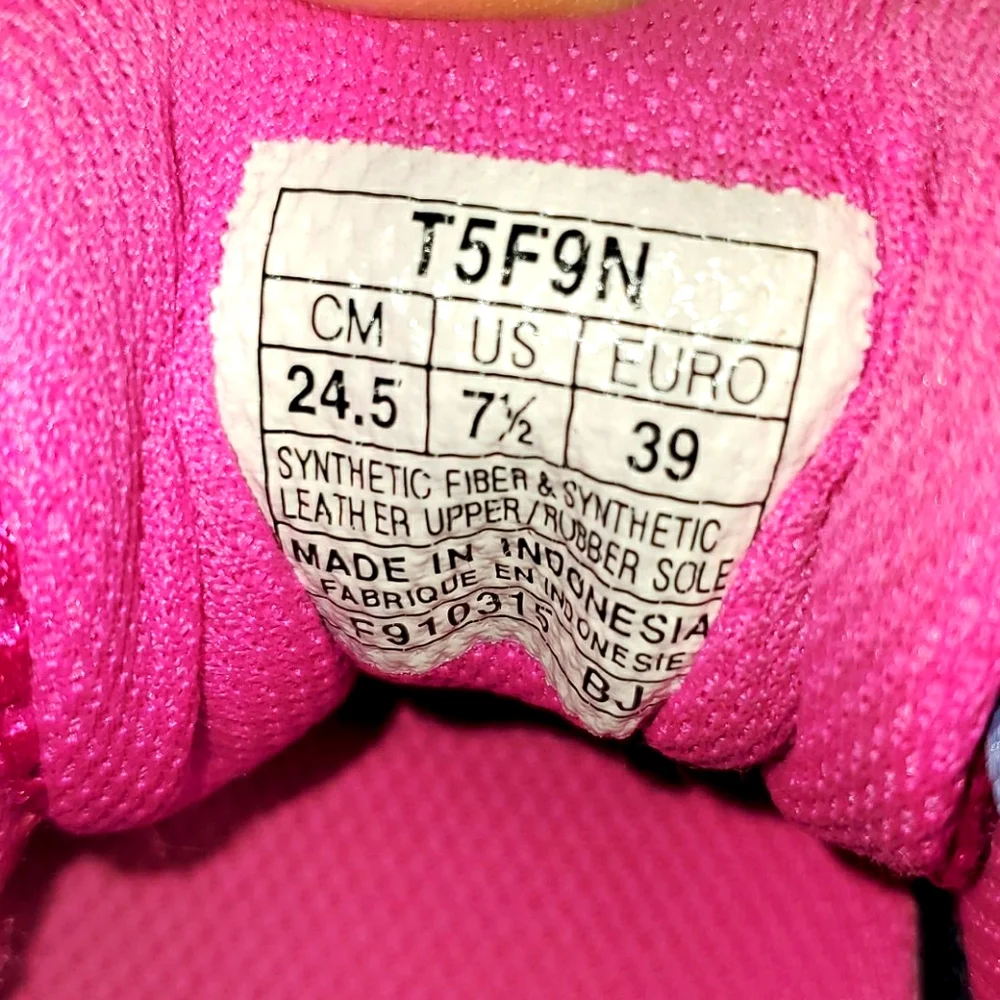 T5F9N
CM US EURO
24.5 7½ 39
SYNTHETIC FIBER & SYNTHETIC
LEATHER UPPER/RUBBER SOLE
MADE IN INDONESIA
FABRIQUE EN INDONESIE
F910315 BJ